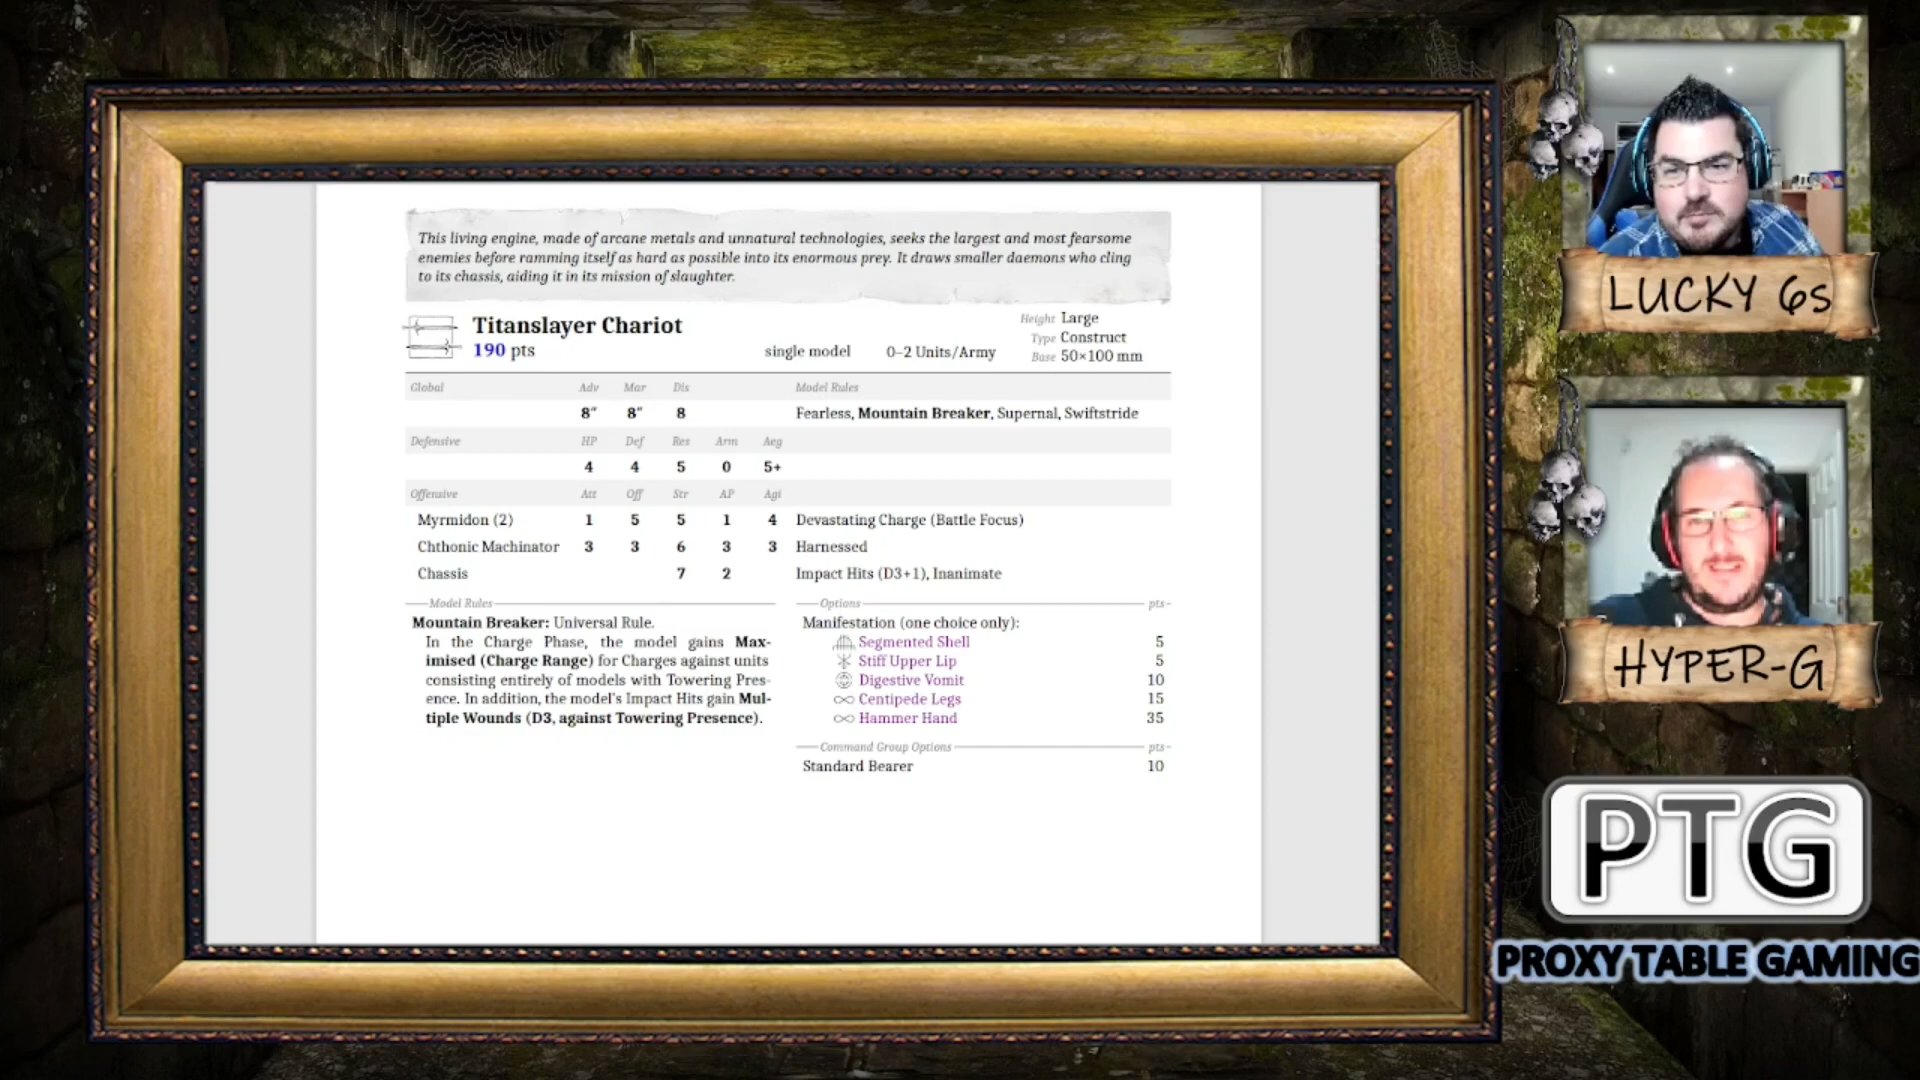 This living engine, made of arcane metals and unnatural technologies, seeks the largest and most fearsome
enemies before ramming itself as hard as possible into its enormous prey. It draws smaller daemons who cling
to its chassis, aiding it in its mission of slaughter.
Titanslayer Chariot
190 pts single model 0–2 Units/Army
Height Large
Type Construct
Base 50×100 mm
Global Adv Mar Dis Model Rules
8" 8" 8 Fearless, Mountain Breaker, Supernal, Swiftstride
Defensive HP Def Res Arm Aeg
4 4 5 0 5+
Offensive Att Off Str AP Agi
Myrmidon (2) 1 5 5 1 4 Devastating Charge (Battle Focus)
Chthonic Machinator 3 3 6 3 3 Harnessed
Chassis 7 2 Impact Hits (D3+1), Inanimate
Model Rules
Mountain Breaker: Universal Rule.
In the Charge Phase, the model gains Max-
imised (Charge Range) for Charges against units
consisting entirely of models with Towering Pres-
ence. In addition, the model's Impact Hits gain Mul-
tiple Wounds (D3, against Towering Presence).
Options pts
Manifestation (one choice only):
Segmented Shell 5
Stiff Upper Lip 5
Digestive Vomit 10
Centipede Legs 15
Hammer Hand 35
Command Group Options pts
Standard Bearer 10
LUCKY 6s
HYPER-G
PTG
PROXY TABLE GAMING